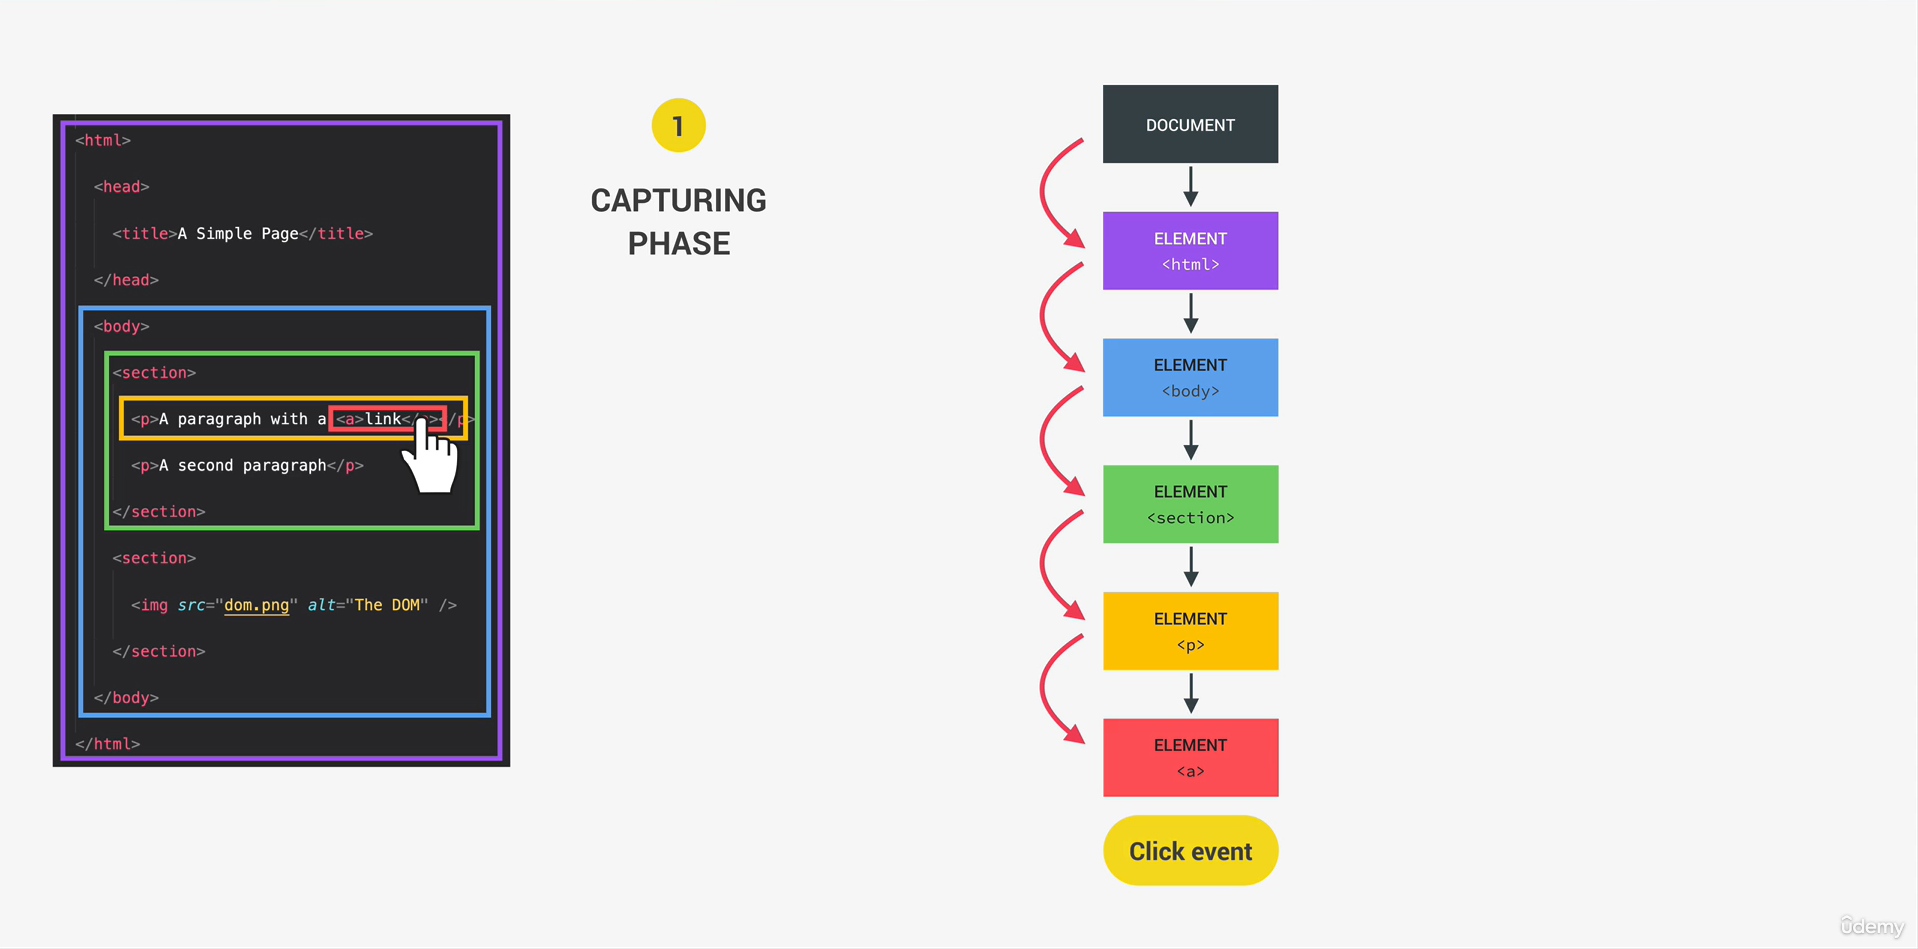 <html>
<head>
<title>A Simple Page</title>
</head>
<body>
<section>
<p>A paragraph with a <a>link</a></p>
<p>A second paragraph</p>
</section>
<section>
<img src="dom.png" alt="The DOM" />
</section>
</body>
</html>
1
CAPTURING
PHASE
DOCUMENT
ELEMENT
<html>
ELEMENT
<body>
ELEMENT
<section>
ELEMENT
<p>
ELEMENT
<a>
Click event
ûdemy